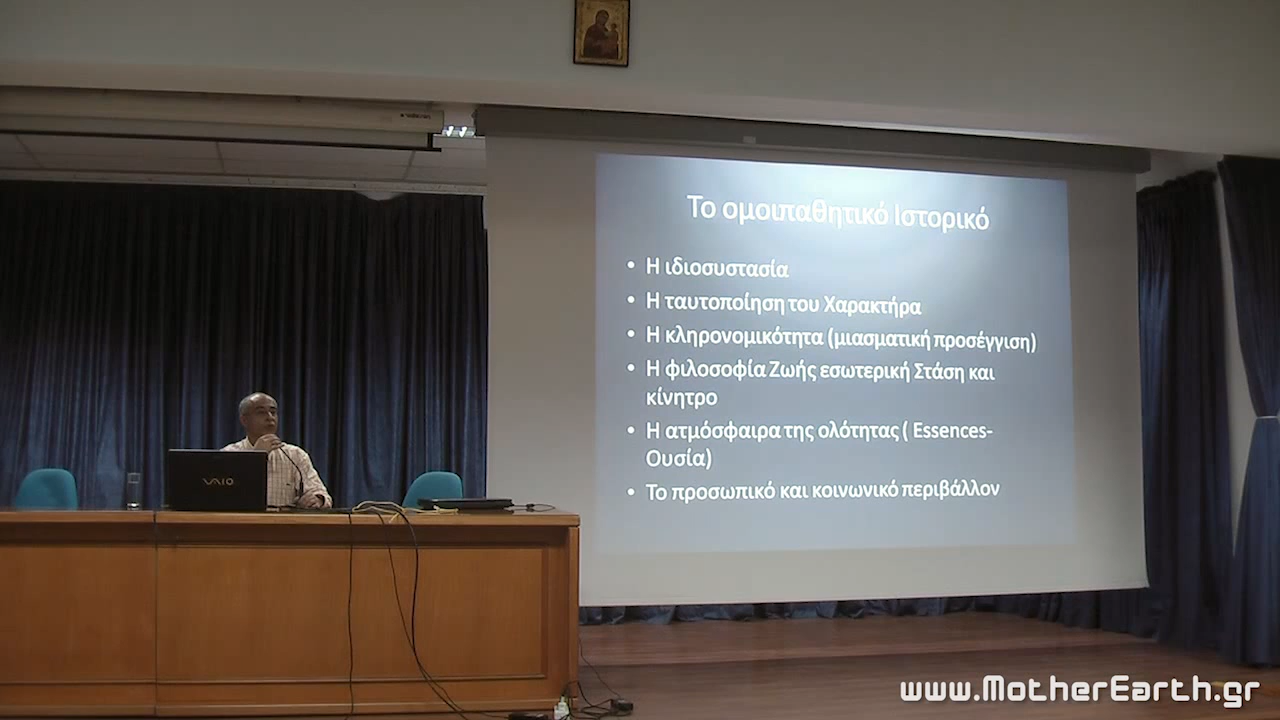 Το ομοιπαθητικό Ιστορικό
• Η ιδιοσυστασία
• Η ταυτοποίηση του Χαρακτήρα
• Η κληρονομικότητα (μιασματική προσέγγιση)
• Η φιλοσοφία Ζωής εσωτερική Στάση και
κίνητρο
• Η ατμόσφαιρα της ολότητας ( Essences-
Ουσία)
• Το προσωπικό και κοινωνικό περιβάλλον
VAIO
www.MotherEarth.gr